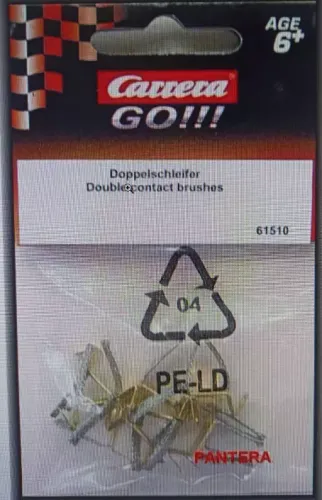 AGE
6+
Carrera
GO!!!
Doppelschleifer
Double contact brushes
61510
04
PE-LD
PANTERA